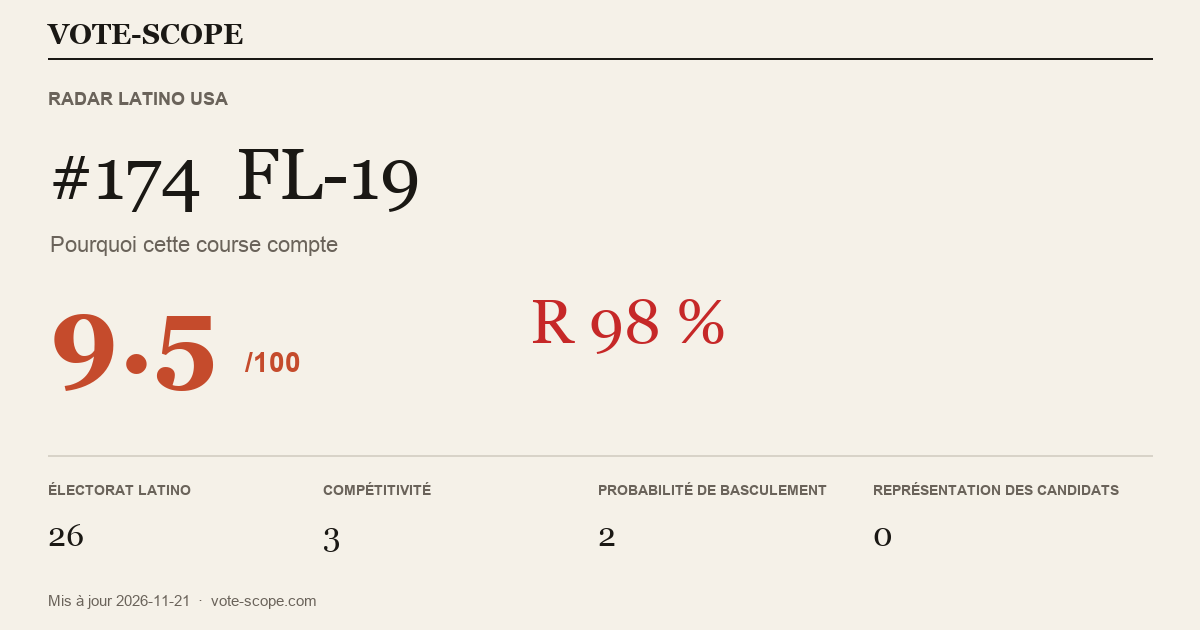 VOTE-SCOPE
RADAR LATINO USA
#174 FL-19
Pourquoi cette course compte
9.5 /100
R 98 %
ÉLECTORAT LATINO
26
COMPÉTITIVITÉ
3
PROBABILITÉ DE BASCULEMENT
2
REPRÉSENTATION DES CANDIDATS
0
Mis à jour 2026-11-21 · vote-scope.com